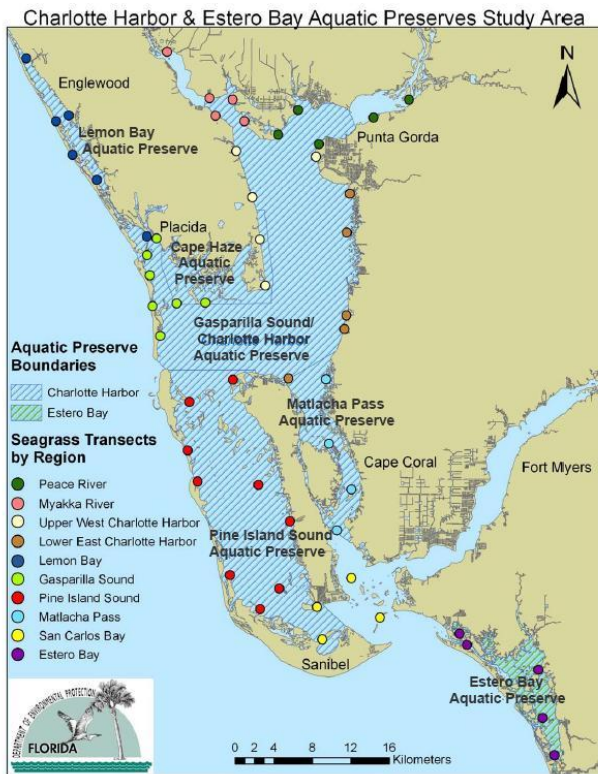 Charlotte Harbor & Estero Bay Aquatic Preserves Study Area
N
Englewood
Lemon Bay
Aquatic Preserve
Punta Gorda
Placida
Cape Haze
Aquatic
Preserve
Gasparilla Sound/
Charlotte Harbor
Aquatic Preserve
Matlacha Pass
Aquatic Preserve
Cape Coral
Fort Myers
Pine Island Sound
Aquatic Preserve
Sanibel
Estero Bay
Aquatic Preserve
Aquatic Preserve
Boundaries
Charlotte Harbor
Estero Bay
Seagrass Transects
by Region
Peace River
Myakka River
Upper West Charlotte Harbor
Lower East Charlotte Harbor
Lemon Bay
Gasparilla Sound
Pine Island Sound
Matlacha Pass
San Carlos Bay
Estero Bay
DEPARTMENT OF ENVIRONMENTAL PROTECTION
FLORIDA
0 2 4 8 12 16
Kilometers